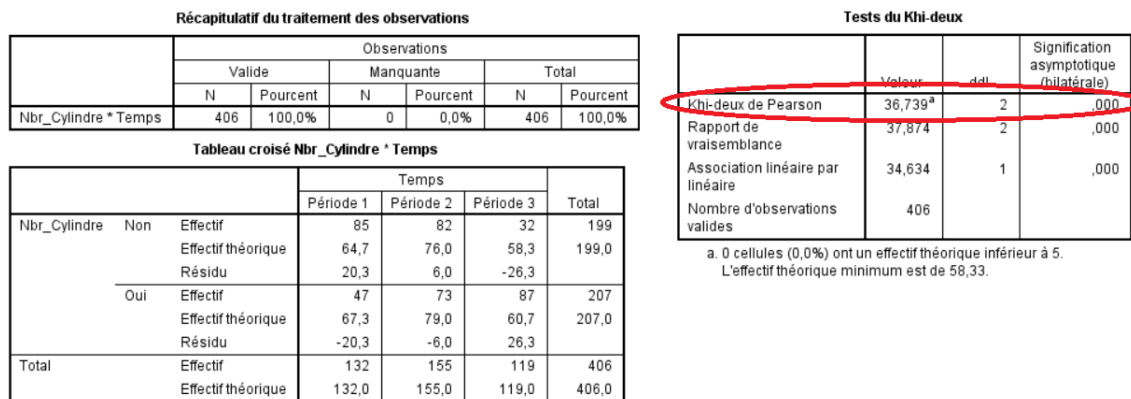 Récapitulatif du traitement des observations
Observations
Valide Manquante Total
N Pourcent N Pourcent N Pourcent
Nbr_Cylindre * Temps 406 100,0% 0 0,0% 406 100,0%
Tableau croisé Nbr_Cylindre * Temps
Temps
Période 1 Période 2 Période 3 Total
Nbr_Cylindre Non Effectif 85 82 32 199
Effectif théorique 64,7 76,0 58,3 199,0
Résidu 20,3 6,0 -26,3
Oui Effectif 47 73 87 207
Effectif théorique 67,3 79,0 60,7 207,0
Résidu -20,3 -6,0 26,3
Total Effectif 132 155 119 406
Effectif théorique 132,0 155,0 119,0 406,0
Tests du Khi-deux
Signification
asymptotique
Valeur ddl (bilatérale)
Khi-deux de Pearson 36,739a 2 ,000
Rapport de 37,874 2 ,000
vraisemblance
Association linéaire par 34,634 1 ,000
linéaire
Nombre d'observations 406
valides
a. 0 cellules (0,0%) ont un effectif théorique inférieur à 5.
L'effectif théorique minimum est de 58,33.